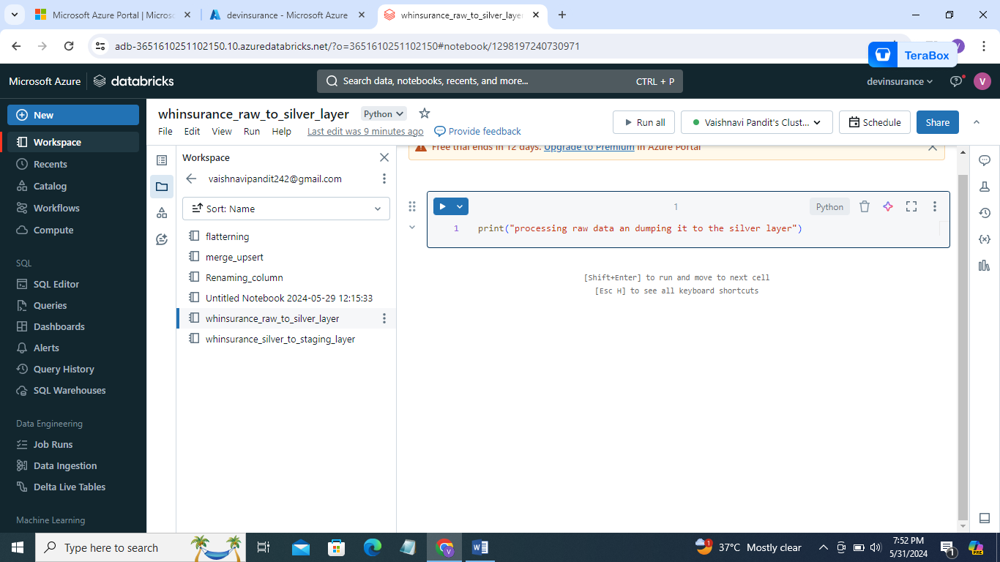 Microsoft Azure Portal | Micros
devinsurance - Microsoft Azure
whinsurance_raw_to_silver_laye
adb-3651610251102150.10.azuredatabricks.net/?o=3651610251102150#notebook/1298197240730971
TeraBox
Microsoft Azure
databricks
Search data, notebooks, recents, and more...
CTRL + P
devinsurance
V
New
Workspace
Recents
Catalog
Workflows
Compute
SQL
SQL Editor
Queries
Dashboards
Alerts
Query History
SQL Warehouses
Data Engineering
Job Runs
Data Ingestion
Delta Live Tables
Machine Learning
whinsurance_raw_to_silver_layer
Python
File Edit View Run Help Last edit was 9 minutes ago Provide feedback
Run all
Vaishnavi Pandit's Clust...
Schedule
Share
Workspace
vaishnavipandit242@gmail.com
Sort: Name
flatterning
merge_upsert
Renaming_column
Untitled Notebook 2024-05-29 12:15:33
whinsurance_raw_to_silver_layer
whinsurance_silver_to_staging_layer
Free trial ends in 12 days. Upgrade to Premium in Azure Portal
1
Python
1 print("processing raw data an dumping it to the silver layer")
[Shift+Enter] to run and move to next cell
[Esc H] to see all keyboard shortcuts
Type here to search
37°C Mostly clear
7:52 PM
5/31/2024